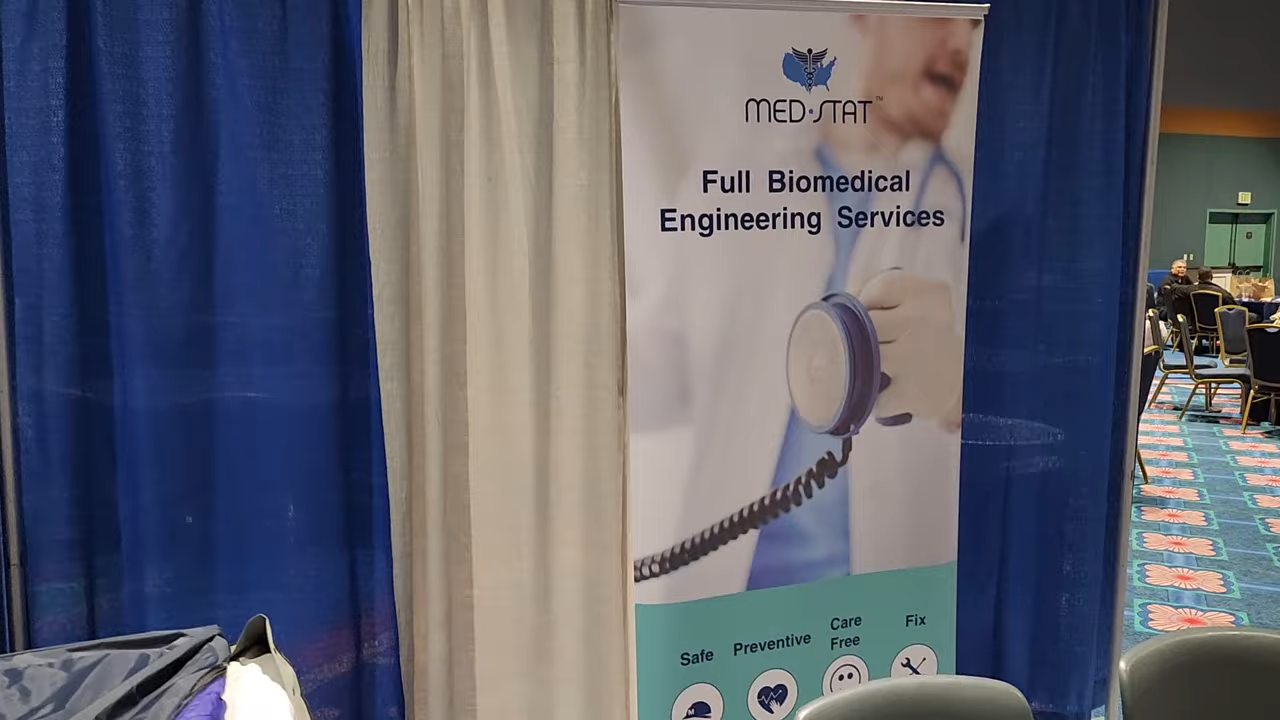 MED•STAT™
Full Biomedical
Engineering Services
Safe
Preventive
Care
Free
Fix
M